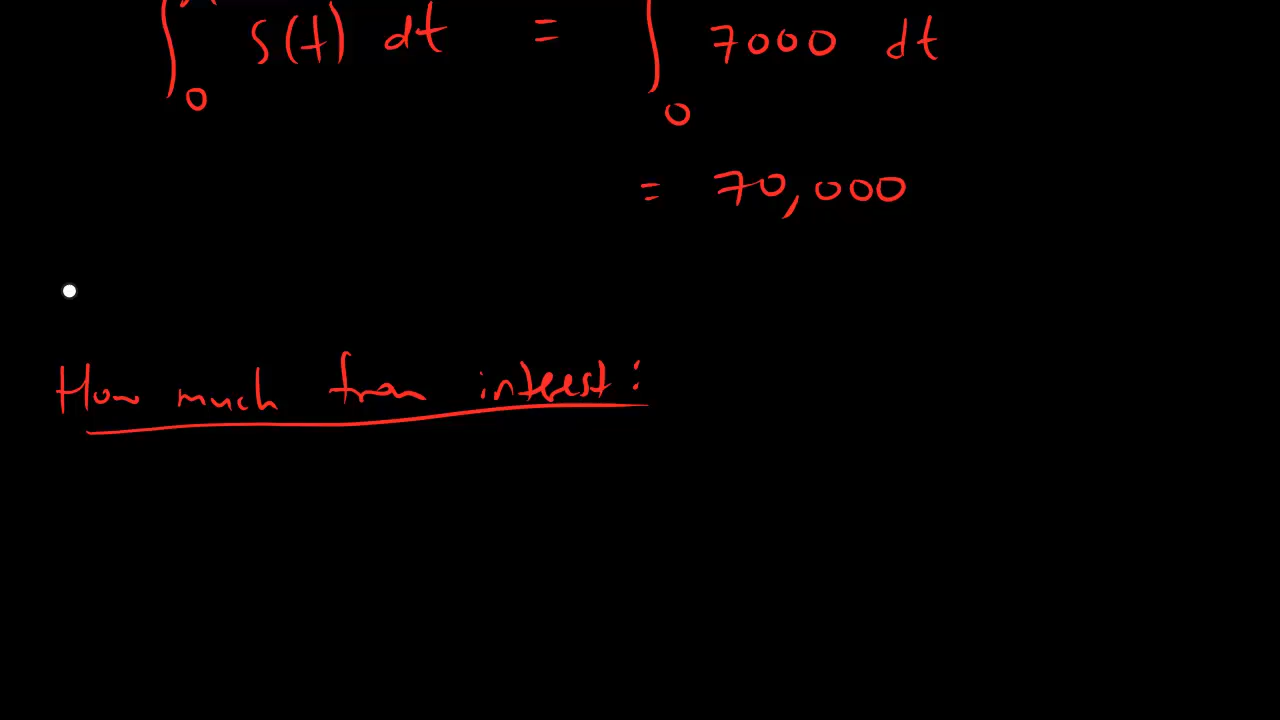 ∫₀ S(t) dt = ∫₀ 7000 dt
= 70,000
How much from interest: